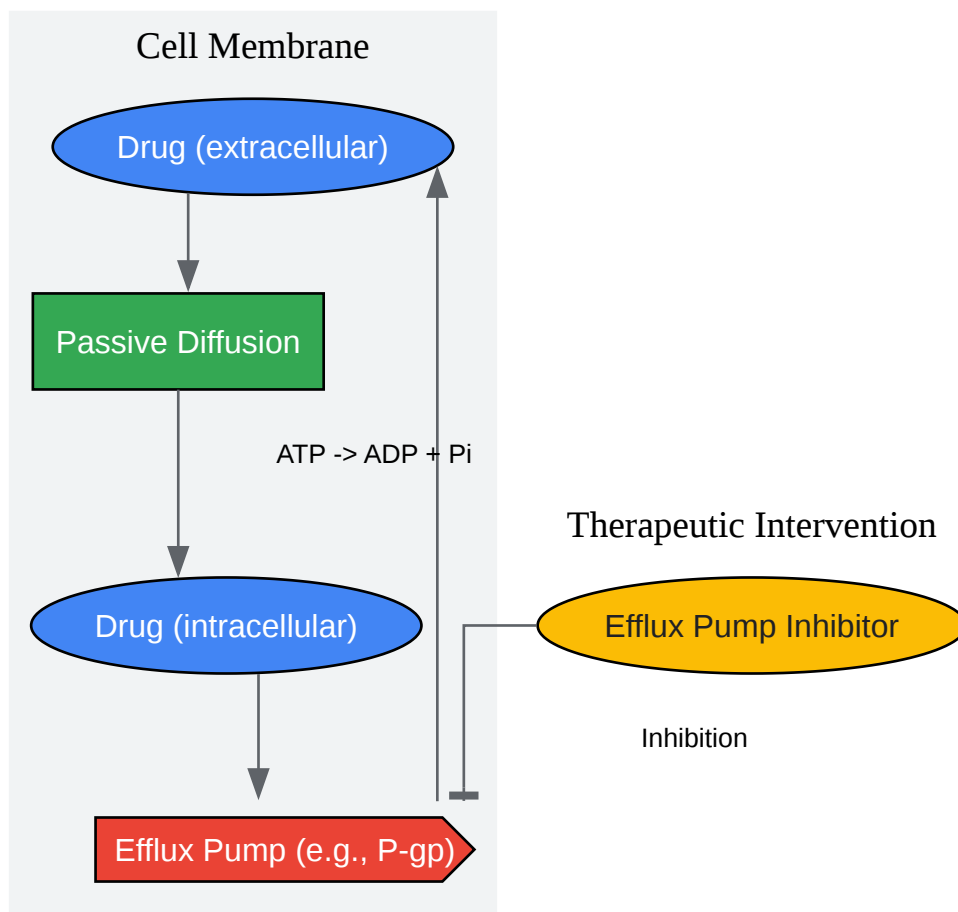 Cell Membrane
Drug (extracellular)
Passive Diffusion
ATP -> ADP + Pi
Therapeutic Intervention
Drug (intracellular)
Efflux Pump Inhibitor
Inhibition
Efflux Pump (e.g., P-gp)